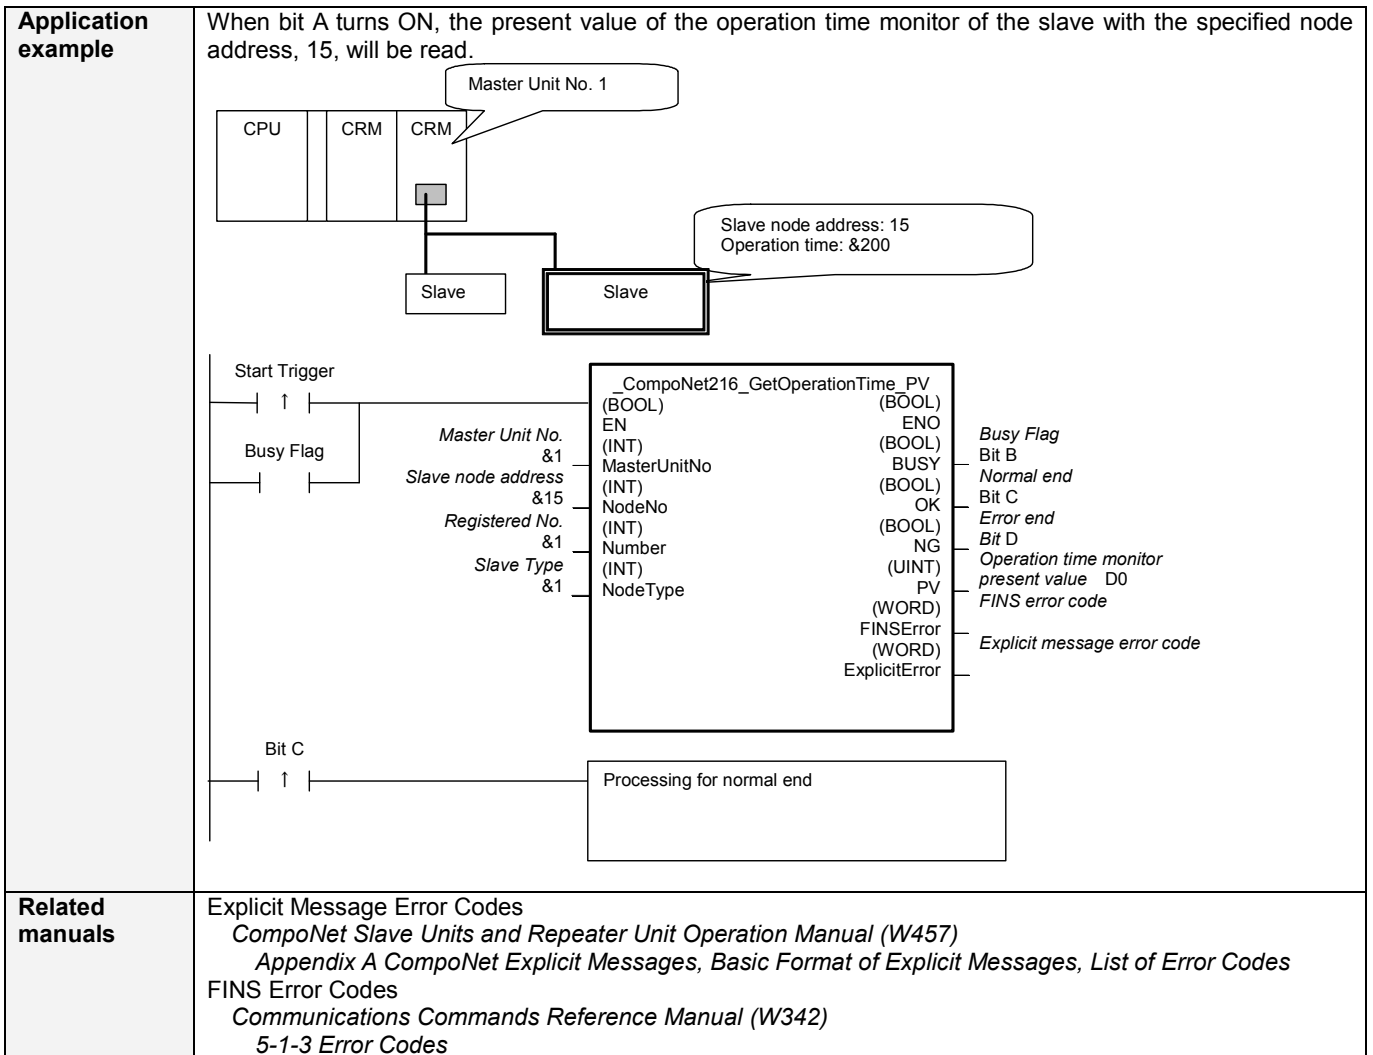 Application example
When bit A turns ON, the present value of the operation time monitor of the slave with the specified node
address, 15, will be read.
Master Unit No. 1
CPU
CRM
CRM
Slave node address: 15
Operation time: &200
Slave
Slave
Start Trigger
↑
Busy Flag
_CompoNet216_GetOperationTime_PV
(BOOL)
EN
(INT)
MasterUnitNo
(INT)
NodeNo
(INT)
Number
(INT)
NodeType
(BOOL)
ENO
(BOOL)
BUSY
(BOOL)
OK
(BOOL)
NG
(UINT)
PV
(WORD)
FINSError
(WORD)
ExplicitError
Master Unit No.
&1
Slave node address
&15
Registered No.
&1
Slave Type
&1
Busy Flag
Bit B
Normal end
Bit C
Error end
Bit D
Operation time monitor
present value D0
FINS error code
Explicit message error code
Bit C
↑
Processing for normal end
Related manuals
Explicit Message Error Codes
CompoNet Slave Units and Repeater Unit Operation Manual (W457)
Appendix A CompoNet Explicit Messages, Basic Format of Explicit Messages, List of Error Codes
FINS Error Codes
Communications Commands Reference Manual (W342)
5-1-3 Error Codes